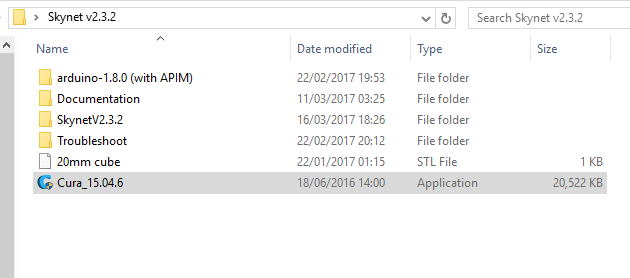 Skynet v2.3.2
Search Skynet v2.3.2
Name Date modified Type Size
arduino-1.8.0 (with APIM) 22/02/2017 19:53 File folder
Documentation 11/03/2017 03:25 File folder
SkynetV2.3.2 16/03/2017 18:26 File folder
Troubleshoot 22/02/2017 20:12 File folder
20mm cube 22/01/2017 01:15 STL File 1 KB
Cura_15.04.6 18/06/2016 14:00 Application 20,522 KB